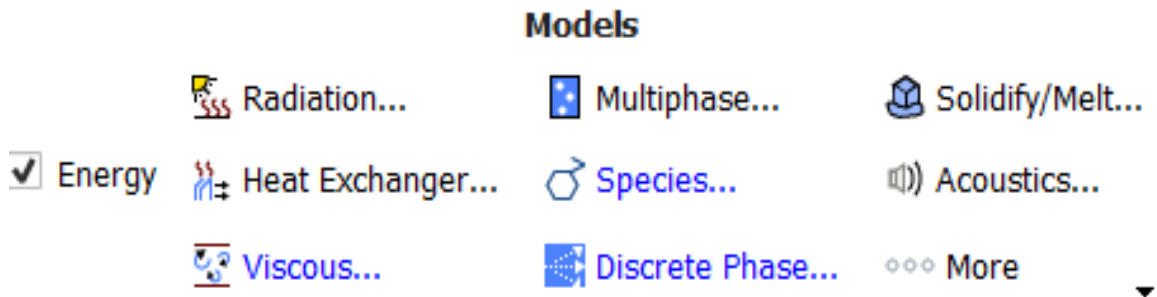 Models
Radiation... Multiphase... Solidify/Melt...
Energy Heat Exchanger... Species... Acoustics...
Viscous... Discrete Phase... More